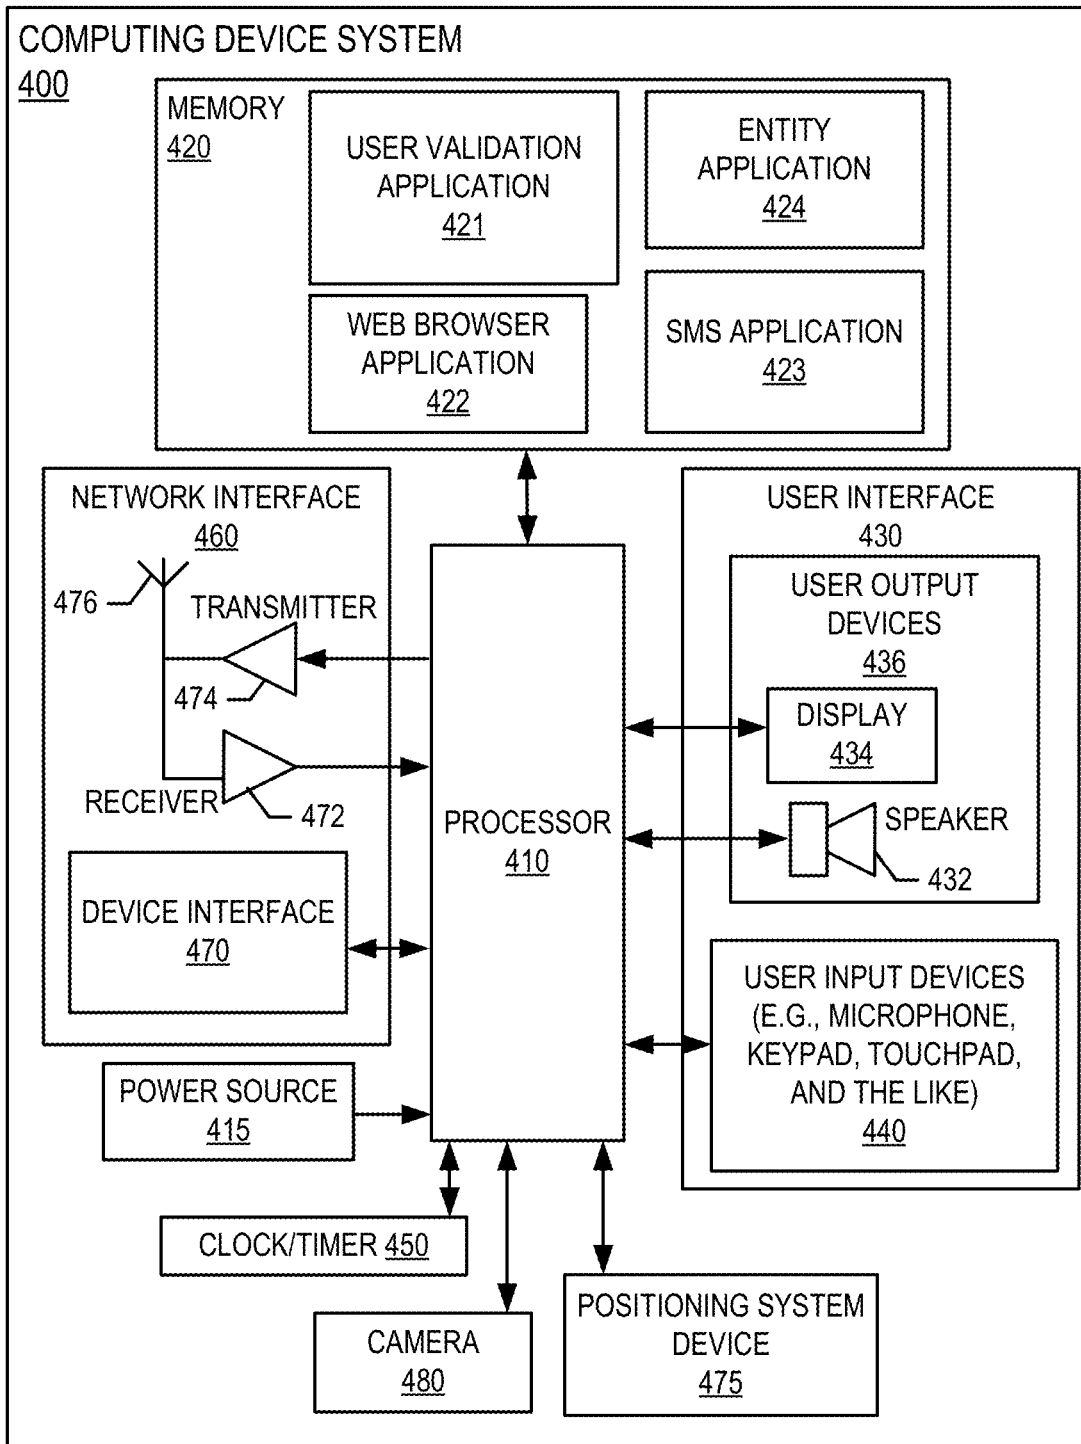 COMPUTING DEVICE SYSTEM
400
MEMORY
420
USER VALIDATION
APPLICATION
421
ENTITY
APPLICATION
424
WEB BROWSER
APPLICATION
422
SMS APPLICATION
423
NETWORK INTERFACE
460
476
TRANSMITTER
474
RECEIVER
472
DEVICE INTERFACE
470
PROCESSOR
410
USER INTERFACE
430
USER OUTPUT
DEVICES
436
DISPLAY
434
SPEAKER
432
USER INPUT DEVICES
(E.G., MICROPHONE,
KEYPAD, TOUCHPAD,
AND THE LIKE)
440
POWER SOURCE
415
CLOCK/TIMER 450
CAMERA
480
POSITIONING SYSTEM
DEVICE
475